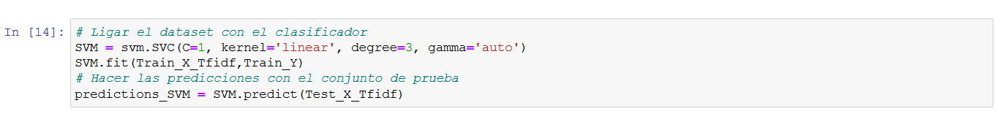 In [14]: # Ligar el dataset con el clasificador
SVM = svm.SVC(C=1, kernel='linear', degree=3, gamma='auto')
SVM.fit(Train_X_Tfidf,Train_Y)
# Hacer las predicciones con el conjunto de prueba
predictions_SVM = SVM.predict(Test_X_Tfidf)